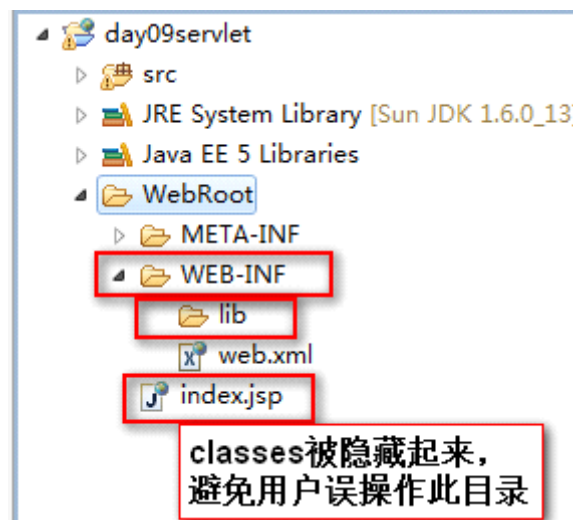 day09servlet
src
JRE System Library [Sun JDK 1.6.0_13]
Java EE 5 Libraries
WebRoot
META-INF
WEB-INF
lib
web.xml
index.jsp
classes被隐藏起来，
避免用户误操作此目录